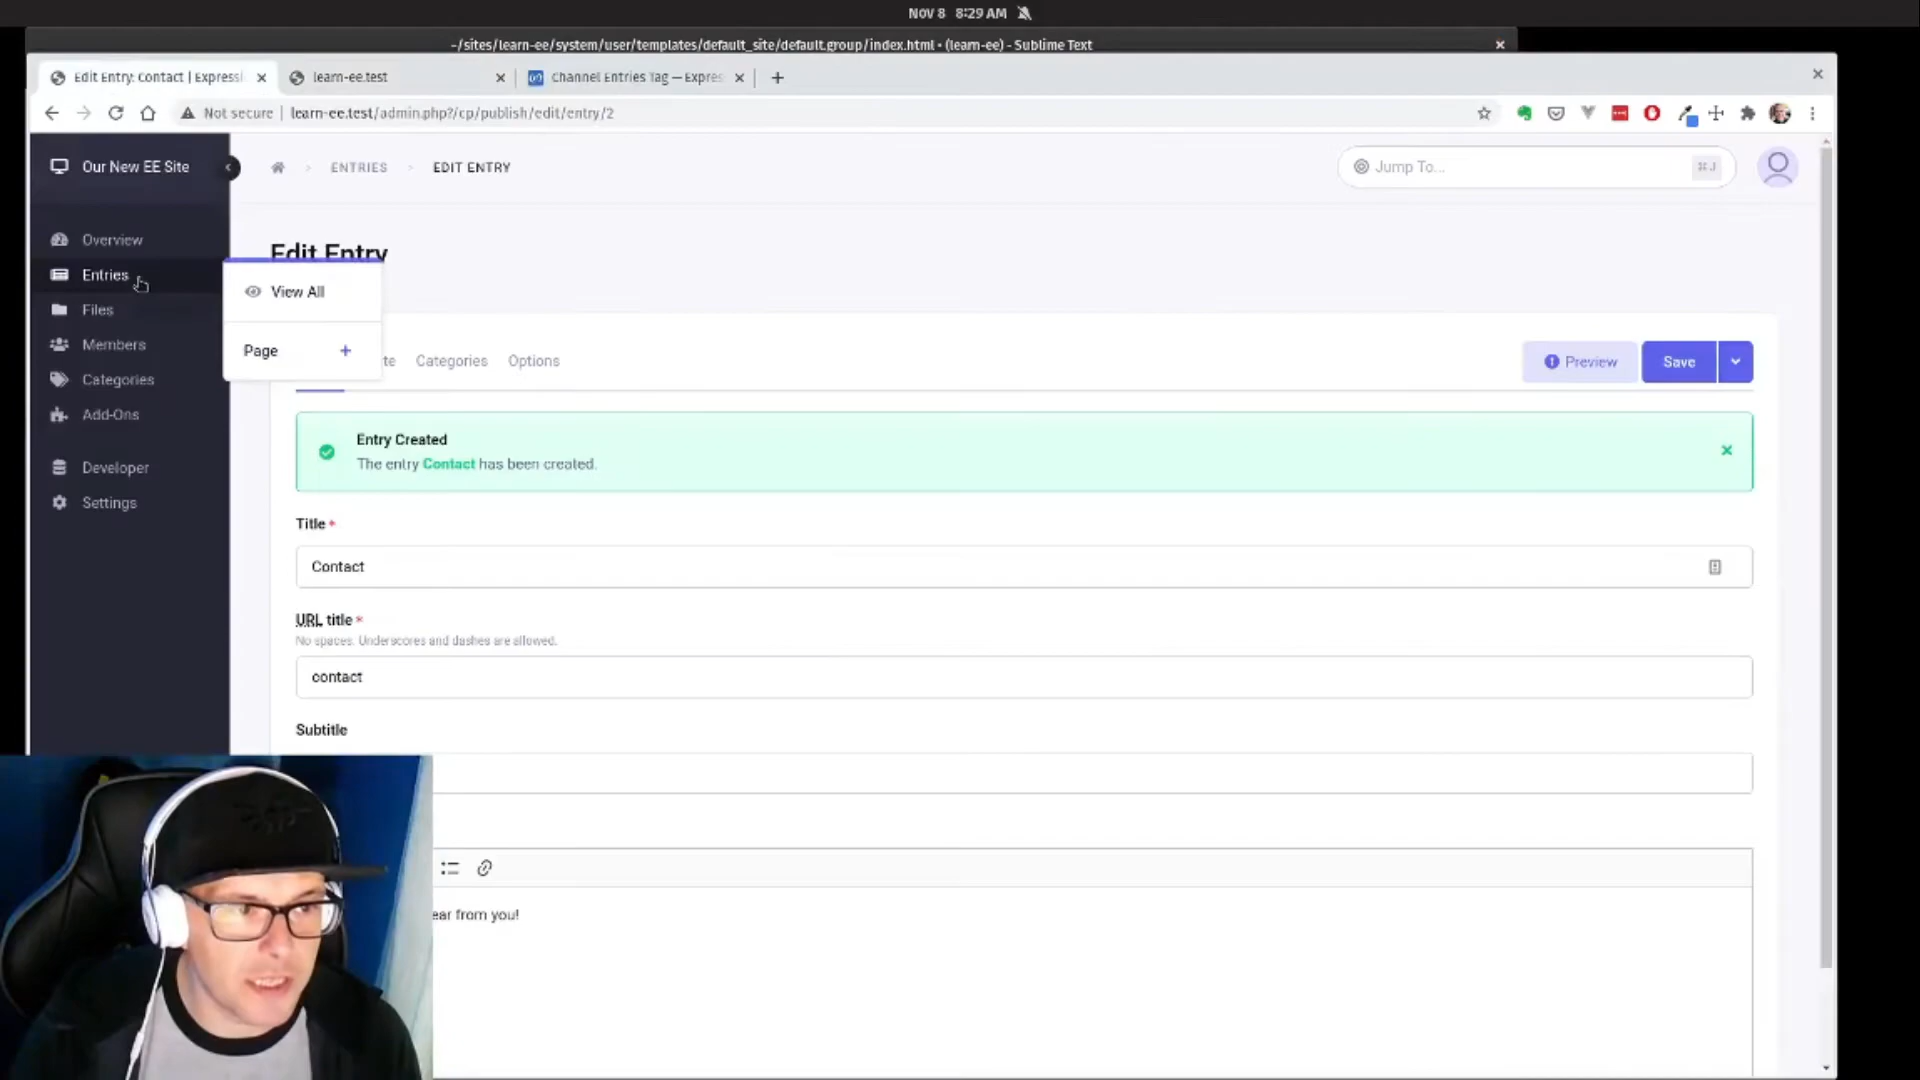 NOV 8 8:29 AM
~/sites/learn-ee/system/user/templates/default_site/default.group/index.html • (learn-ee) - Sublime Text
Edit Entry: Contact | Expressi
learn-ee.test
Channel Entries Tag — Expres
Not secure | learn-ee.test/admin.php?/cp/publish/edit/entry/2
Our New EE Site
ENTRIES
EDIT ENTRY
Jump To...
⌘J
Overview
Entries
Files
Members
Categories
Add-Ons
Developer
Settings
Edit Entry
View All
Page +
te
Categories
Options
Preview
Save
Entry Created
The entry Contact has been created.
Title *
Contact
URL title *
No spaces. Underscores and dashes are allowed.
contact
Subtitle
ear from you!